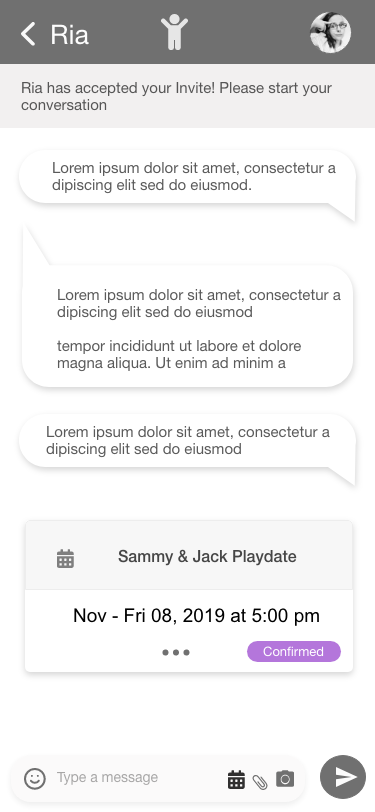 Ria
Ria has accepted your Invite! Please start your
conversation
Lorem ipsum dolor sit amet, consectetur a
dipiscing elit sed do eiusmod.
Lorem ipsum dolor sit amet, consectetur a
dipiscing elit sed do eiusmod
tempor incididunt ut labore et dolore
magna aliqua. Ut enim ad minim a
Lorem ipsum dolor sit amet, consectetur a
dipiscing elit sed do eiusmod
Sammy & Jack Playdate
Nov - Fri 08, 2019 at 5:00 pm
Confirmed
Type a message